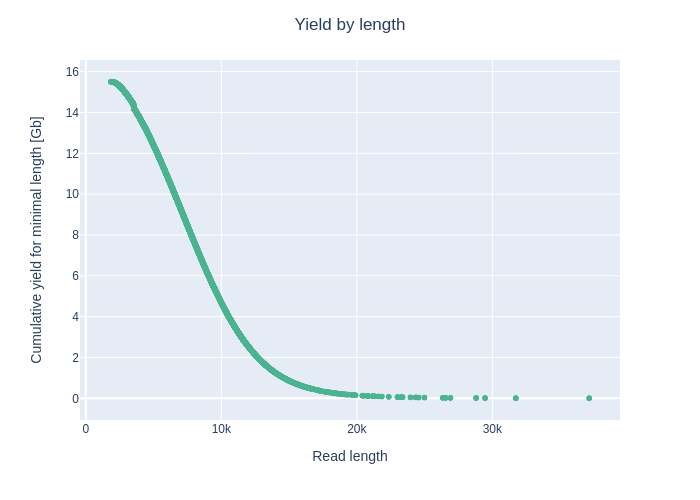 Yield by length
Cumulative yield for minimal length [Gb]
16
14
12
10
8
6
4
2
0
0
10k
20k
30k
Read length